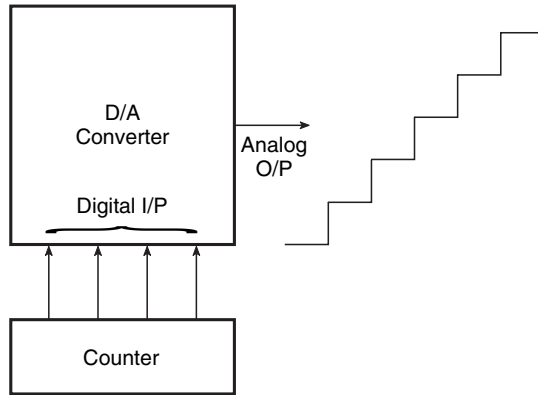 D/A
Converter
Analog
O/P
Digital I/P
Counter